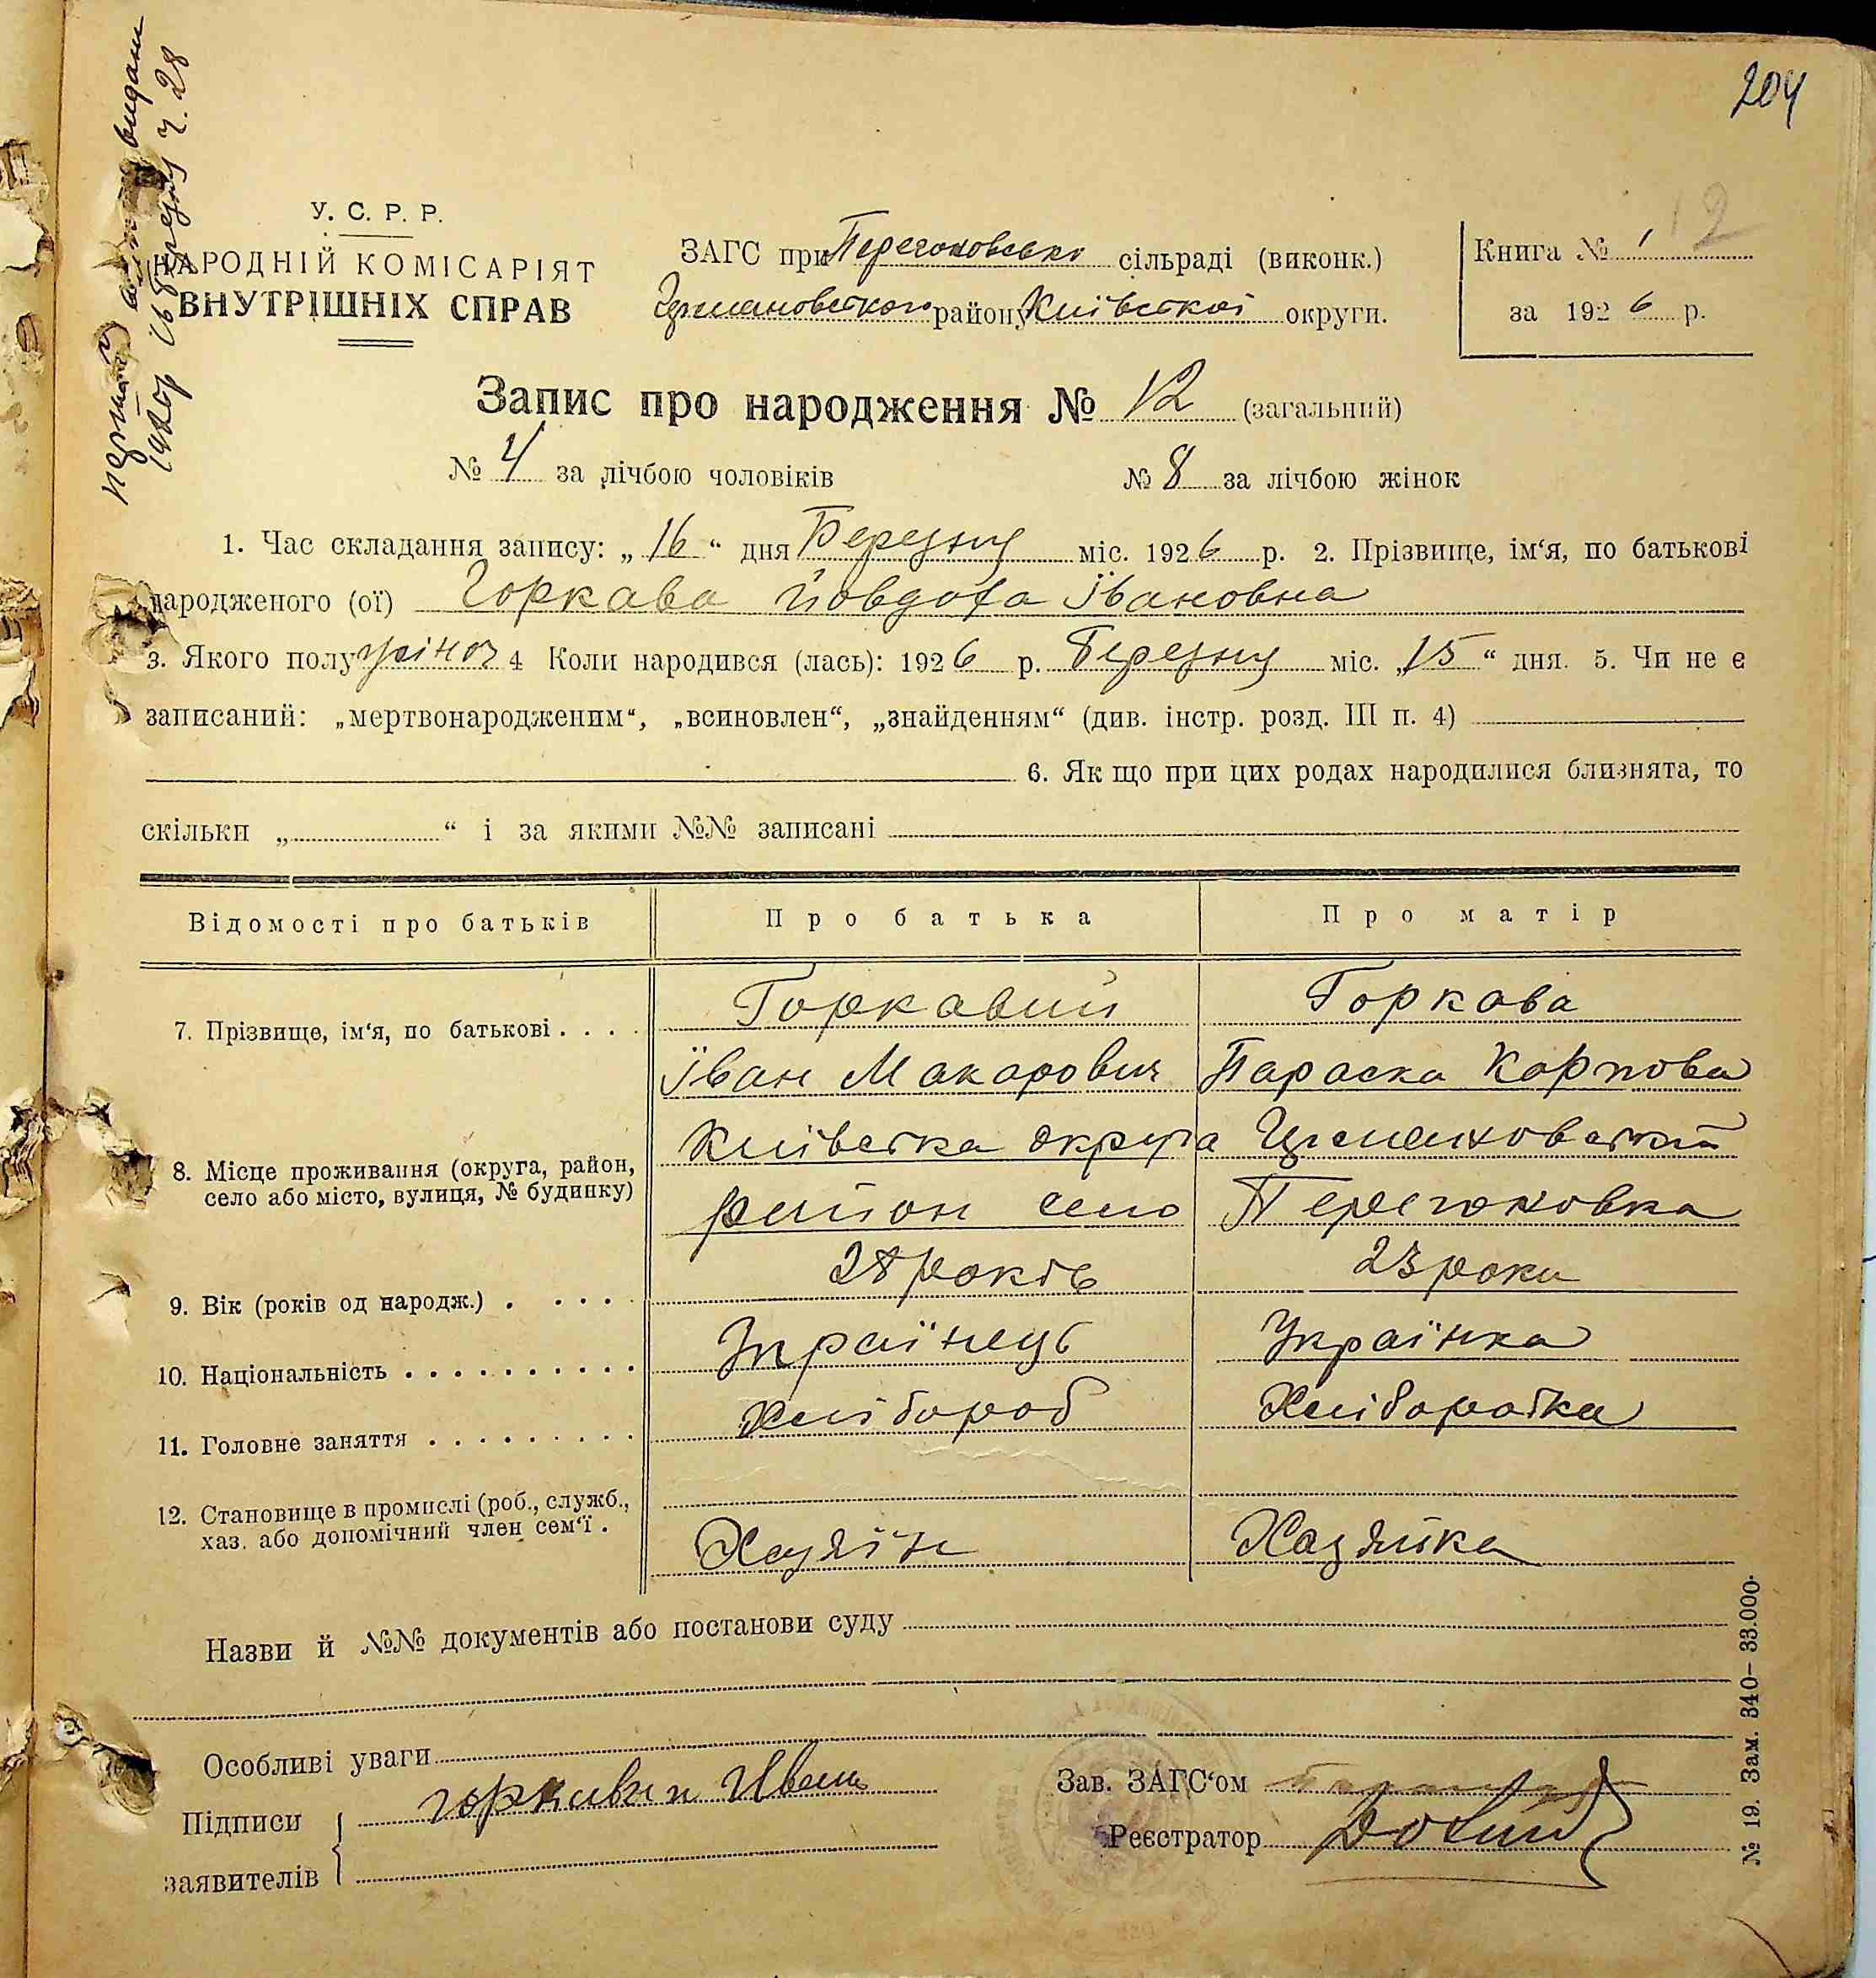 204
У. С. Р. Р.
НАРОДНІЙ КОМІСАРІЯТ
ВНУТРІШНІХ СПРАВ
ЗАГС при Перегоновсько сільраді (виконк.)
району Київської округи.
Книга № 1 12
за 1926 р.
Запис про народження № 12 (загальний)
№ 4 за лічбою чоловіків № 8 за лічбою жінок
1. Час складання запису: „16“ дня Березня міс. 1926 р. 2. Прізвище, ім‘я, по батькові
народженого (ої) Горкава Йовдоха Івановна
3. Якого полу жіноч 4 Коли народився (лась): 1926 р. Березня міс. „15“ дня. 5. Чи не є
записаний: „мертвонародженим“, „всиновлен“, „знайденням“ (див. інстр. розд. III п. 4)
6. Як що при цих родах народилися близнята, то
скільки „ “ і за якими №№ записані
Відомості про батьків Про батька Про матір
7. Прізвище, ім‘я, по батькові . . . . Горкавий Горкова
Іван Макарович Параска Карпова
8. Місце проживання (округа, район, Київська округа
село або місто, вулиця, № будинку) район село Перегоновка
9. Вік (років од народж.) . . . . . 28 років 23 роки
10. Національність . . . . . . . . . . Українець Українка
11. Головне заняття . . . . . . . . . Хлібороб Хліборобка
12. Становище в промислі (роб., служб.,
хаз. або допомічний член сем‘ї . Хазяїн Хазяйка
Назви й №№ документів або постанови суду
Особливі уваги
Підписи Горкавий Иван
заявителів
Зав. ЗАГС‘ом
Реєстратор
№ 19. Зам. 340– 33.000.